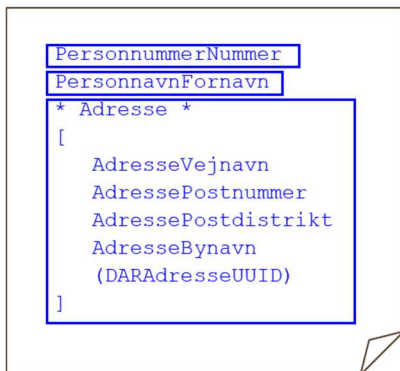 PersonnummerNummer
PersonnavnFornavn
* Adresse *
[
AdresseVejnavn
AdressePostnummer
AdressePostdistrikt
AdresseBynavn
(DARAdresseUUID)
]